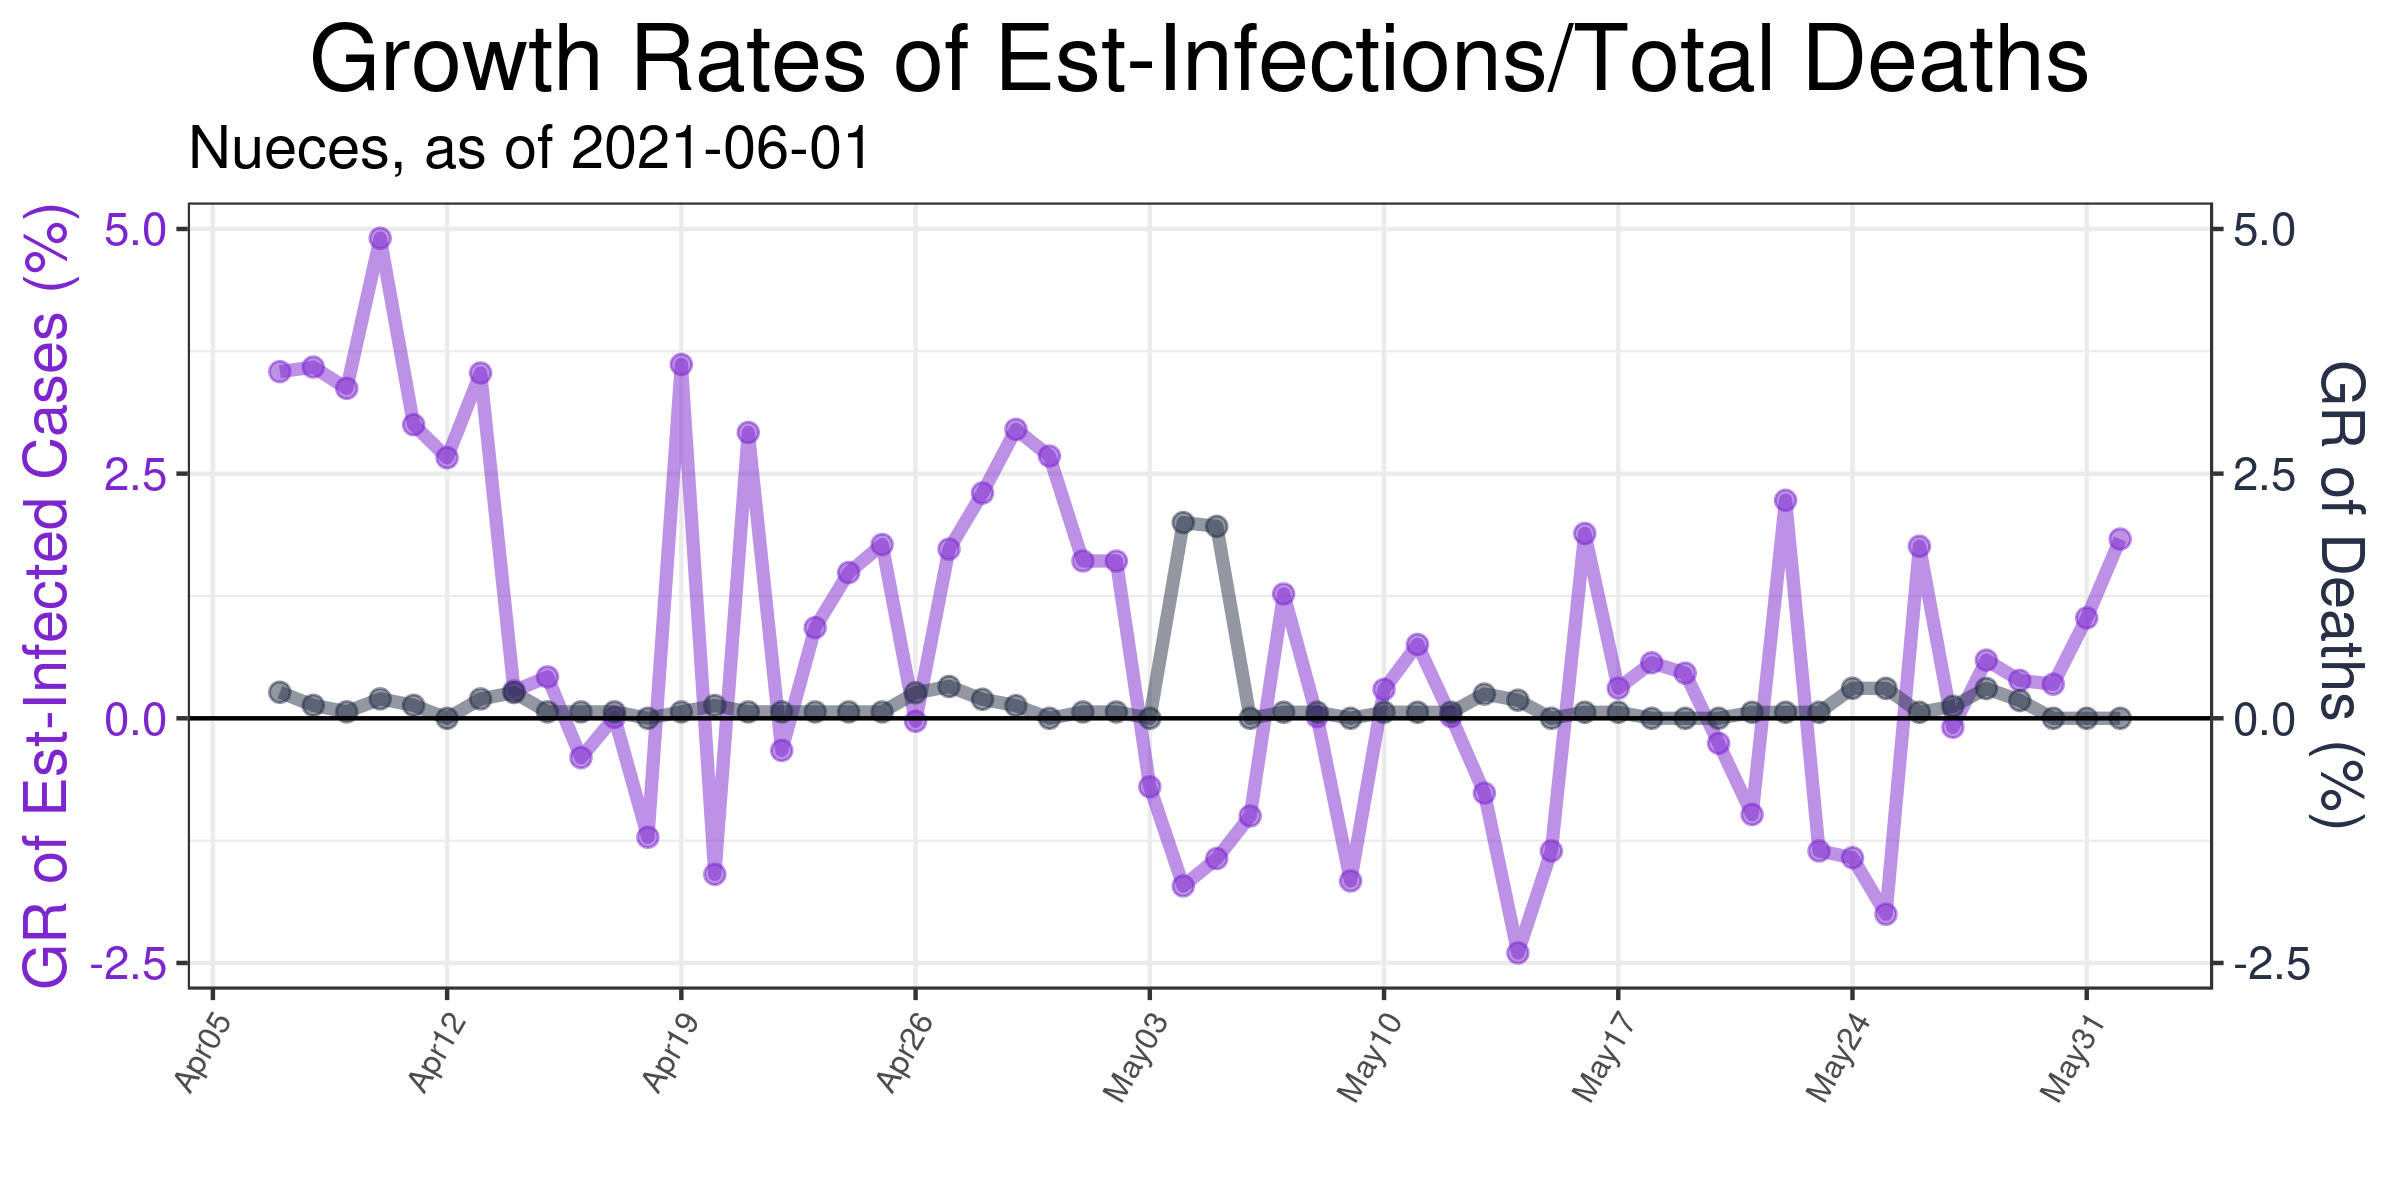 Growth Rates of Est-Infections/Total Deaths
Nueces, as of 2021-06-01
GR of Est-Infected Cases (%)
5.0
2.5
0.0
-2.5
5.0
2.5
0.0
-2.5
GR of Deaths (%)
Apr05
Apr12
Apr19
Apr26
May03
May10
May17
May24
May31